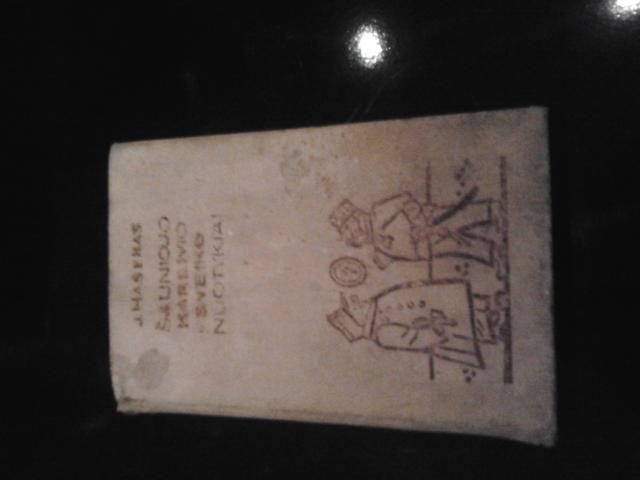 J. HAŠEKAS
ŠAUNIOJO
KAREIVIO
ŠVEIKO
NUOTYKIAI